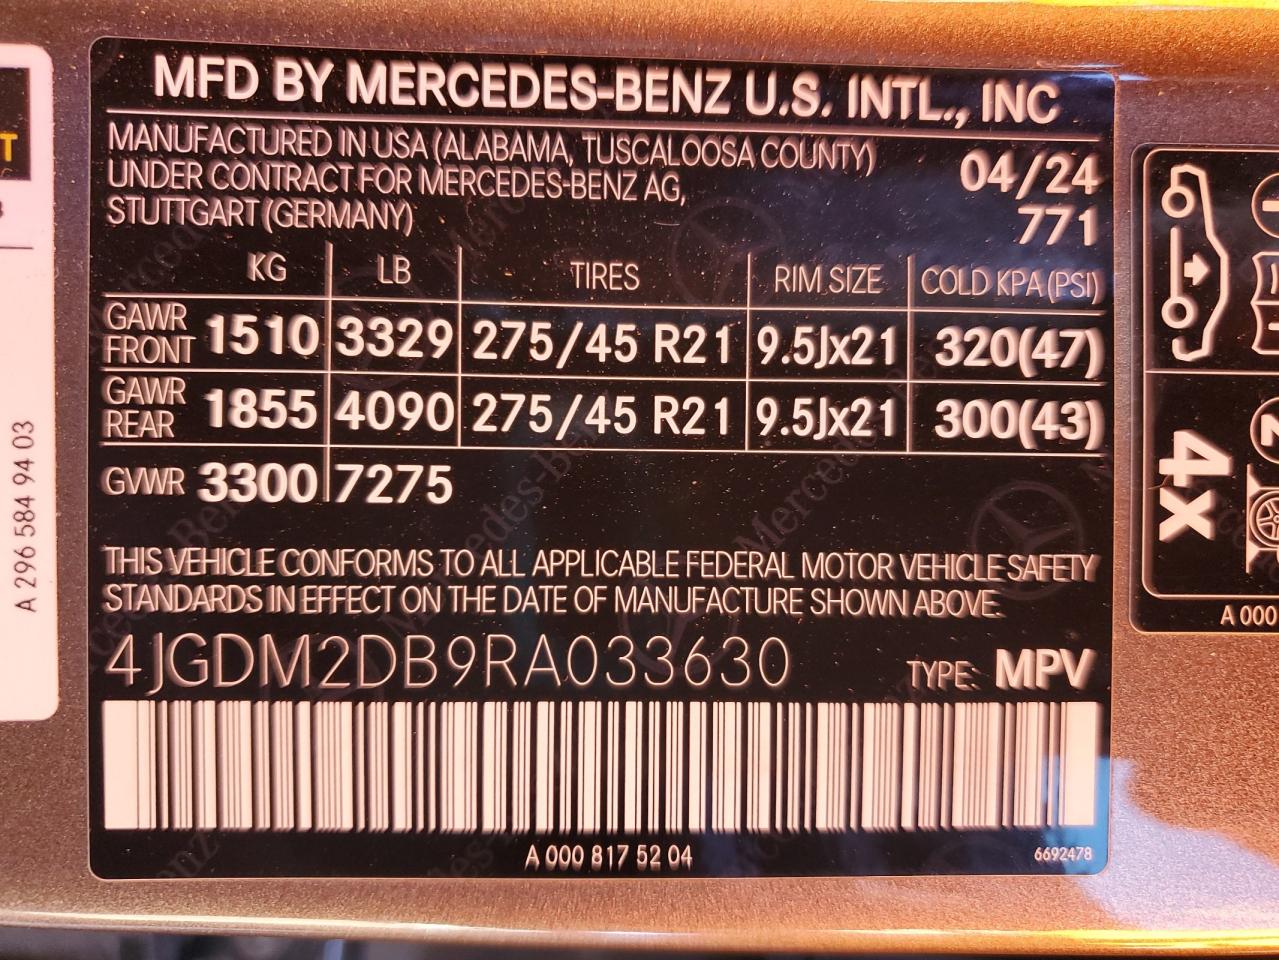 MFD BY MERCEDES-BENZ U.S. INTL., INC
MANUFACTURED IN USA (ALABAMA, TUSCALOOSA COUNTY)
UNDER CONTRACT FOR MERCEDES-BENZ AG,
STUTTGART (GERMANY)
04/24
771
KG LB TIRES RIM SIZE COLD KPA (PSI)
GAWR FRONT 1510 3329 275/45 R21 9.5Jx21 320(47)
GAWR REAR 1855 4090 275/45 R21 9.5Jx21 300(43)
GVWR 3300 7275
THIS VEHICLE CONFORMS TO ALL APPLICABLE FEDERAL MOTOR VEHICLE SAFETY
STANDARDS IN EFFECT ON THE DATE OF MANUFACTURE SHOWN ABOVE.
4JGDM2DB9RA033630 TYPE: MPV
A 000 817 52 04 6692478
A 296 584 94 03
T
1
4x 2
A 000